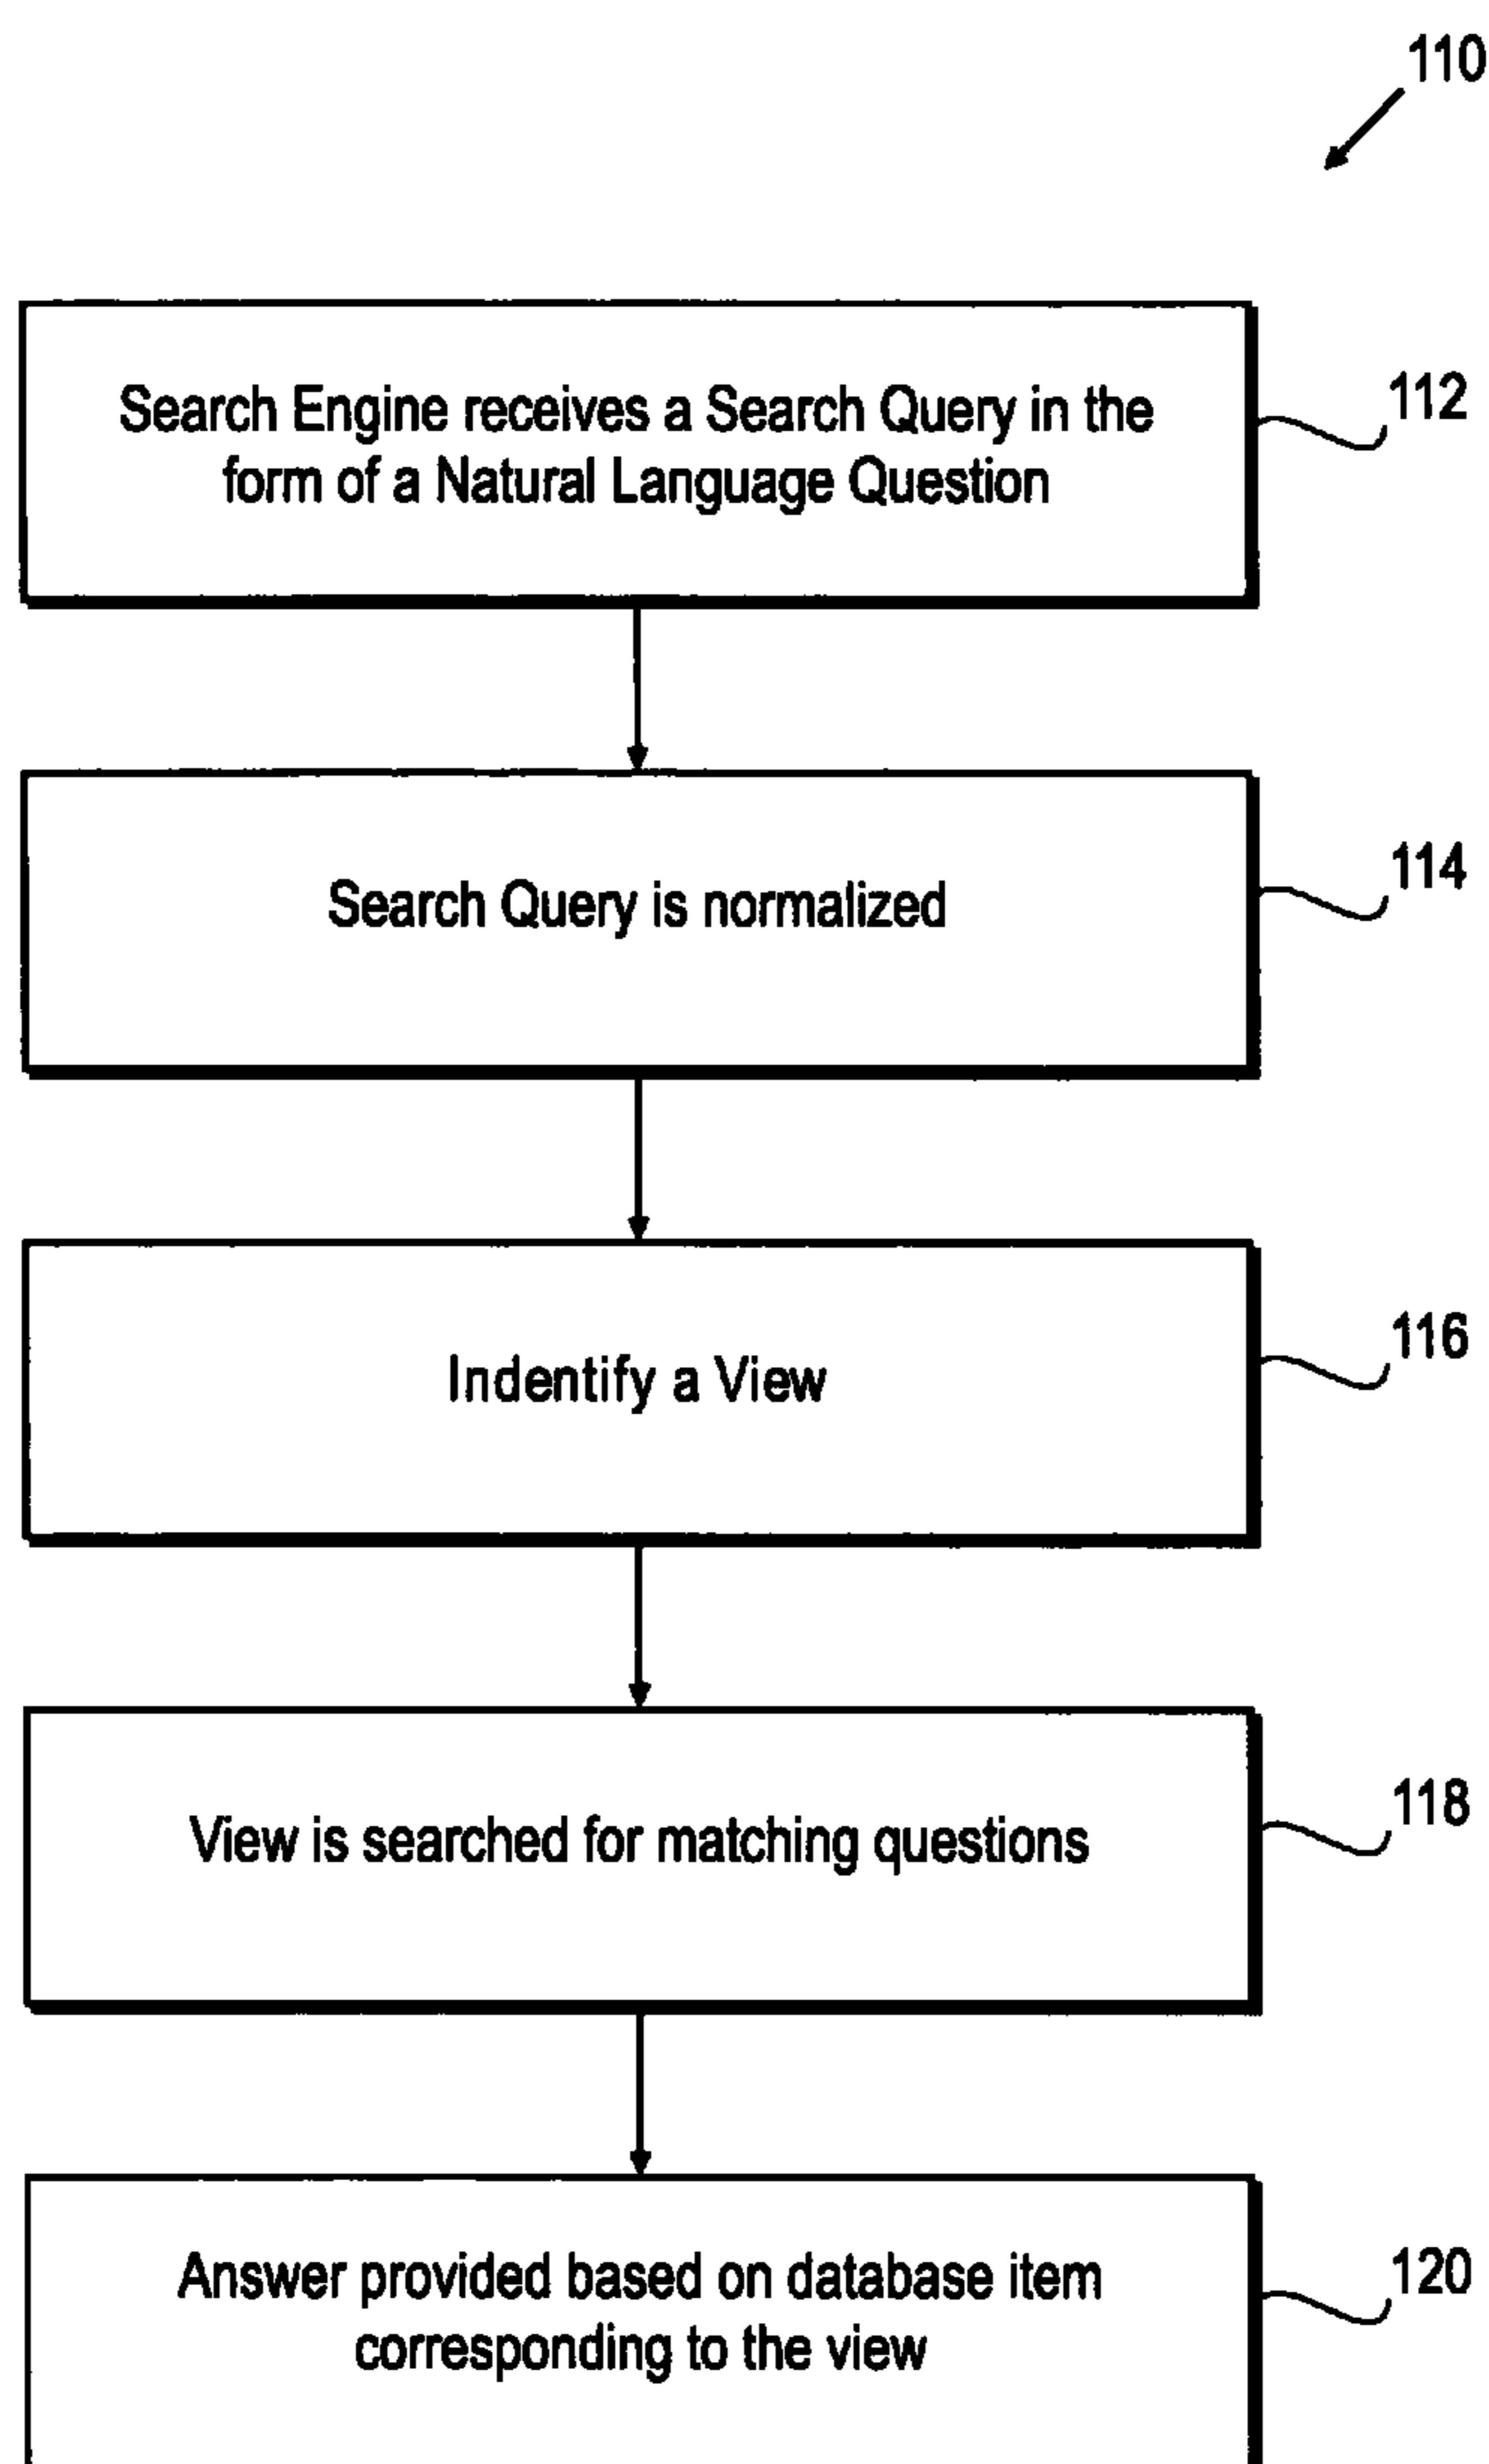 110
Search Engine receives a Search Query in the
form of a Natural Language Question
112
Search Query is normalized
114
Indentify a View
116
View is searched for matching questions
118
Answer provided based on database item
corresponding to the view
120